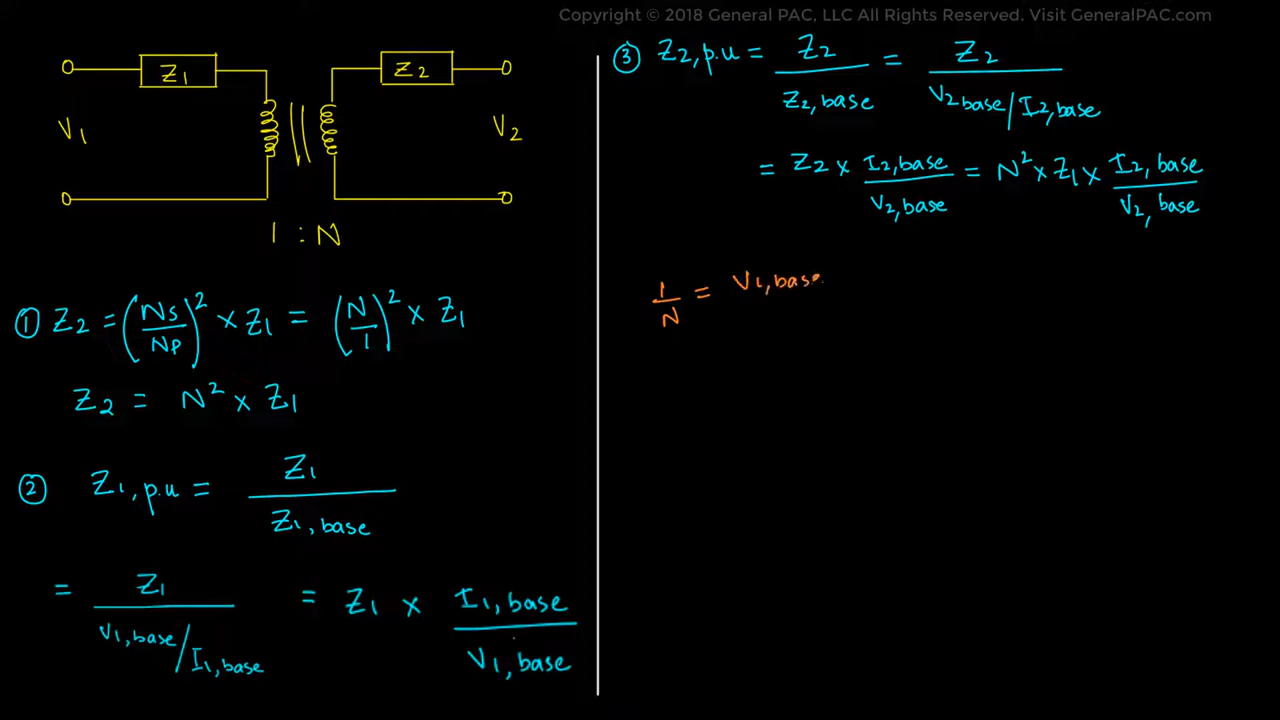 Copyright © 2018 General PAC, LLC All Rights Reserved. Visit GeneralPAC.com
Z1 Z2
V1 V2
1 : N
① Z2 = (Ns/Np)² × Z1 = (N/1)² × Z1
Z2 = N² × Z1
② Z1, p.u = Z1 / Z1, base
= Z1 / (V1, base / I1, base) = Z1 × I1, base / V1, base
③ Z2, p.u = Z2 / Z2, base = Z2 / (V2 base / I2, base)
= Z2 × I2, base / V2, base = N² × Z1 × I2, base / V2, base
1/N = V1, base